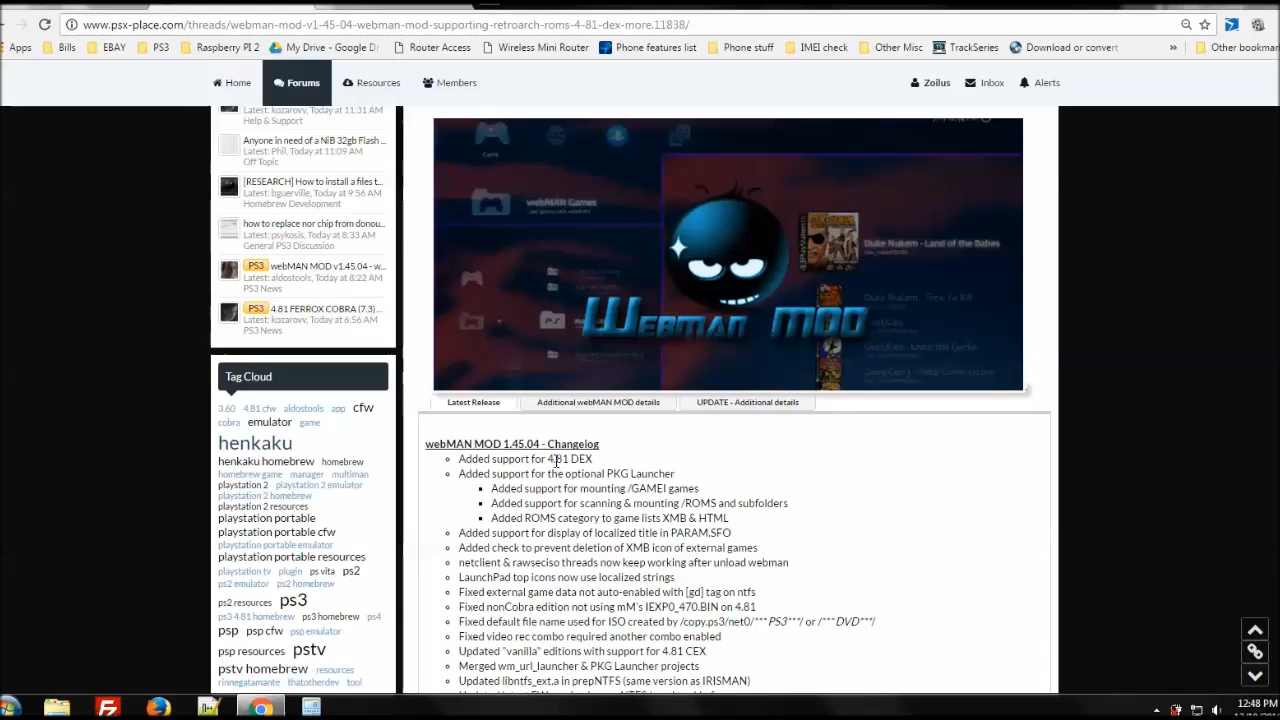 www.psx-place.com/threads/webman-mod-v1-45-04-webman-mod-supporting-retroarch-roms-4-81-dex-more.11838/
Apps
Bills
EBAY
PS3
Raspberry PI 2
My Drive - Google Dr
Router Access
Wireless Mini Router
Phone features list
Phone stuff
IMEI check
Other Misc
TrackSeries
Download or convert
»
Other bookmar
Home
Forums
Resources
Members
Zoilus
Inbox
Alerts
Latest: kozarovv, Today at 11:31 AM
Help & Support
Anyone in need of a NiB 32gb Flash ...
Latest: Phil, Today at 11:09 AM
Off Topic
[RESEARCH] How to install a files t...
Latest: bguerville, Today at 9:56 AM
Homebrew Development
how to replace nor chip from donou...
Latest: psykosis, Today at 8:33 AM
General PS3 Discussion
PS3 webMAN MOD v1.45.04 - w...
Latest: aldostools, Today at 8:22 AM
PS3 News
PS3 4.81 FERROX COBRA (7.3)...
Latest: kozarovv, Today at 6:56 AM
PS3 News
Tag Cloud
3.60 4.81 cfw aldostools app cfw
cobra emulator game
henkaku
henkaku homebrew homebrew
homebrew game manager multiman
playstation 2 playstation 2 emulator
playstation 2 homebrew
playstation 2 resources
playstation portable
playstation portable cfw
playstation portable emulator
playstation portable resources
playstation tv plugin ps vita ps2
ps2 emulator ps2 homebrew
ps2 resources ps3
ps3 4.81 homebrew ps3 homebrew ps4
psp psp cfw psp emulator
psp resources pstv
pstv homebrew resources
rinnegatamante thatotherdev tool
webMAN Games
Duke Nukem - Land of the Babes
Duke Nukem - Time To Kill
WebMAN MOD
Latest Release
Additional webMAN MOD details
UPDATE - Additional details
webMAN MOD 1.45.04 - Changelog
Added support for 4.81 DEX
Added support for the optional PKG Launcher
Added support for mounting /GAMEI games
Added support for scanning & mounting /ROMS and subfolders
Added ROMS category to game lists XMB & HTML
Added support for display of localized title in PARAM.SFO
Added check to prevent deletion of XMB icon of external games
netclient & rawseciso threads now keep working after unload webman
LaunchPad top icons now use localized strings
Fixed external game data not auto-enabled with [gd] tag on ntfs
Fixed nonCobra edition not using mM's IEXP0_470.BIN on 4.81
Fixed default file name used for ISO created by /copy.ps3/net0/***PS3***/ or /***DVD***/
Fixed video rec combo required another combo enabled
Updated "vanilla" editions with support for 4.81 CEX
Merged wm_url_launcher & PKG Launcher projects
Updated libntfs_ext.a in prepNTFS (same version as IRISMAN)
12:48 PM